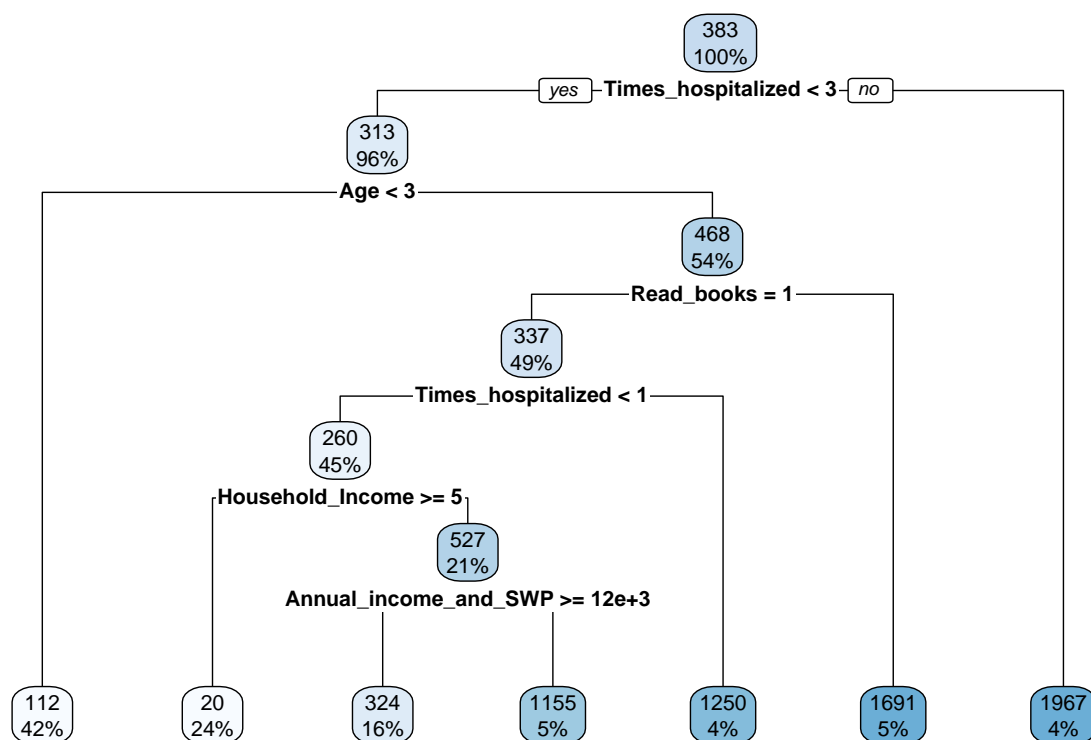 383
100%
yes Times_hospitalized < 3 no
313
96%
Age < 3
468
54%
Read_books = 1
337
49%
Times_hospitalized < 1
260
45%
Household_Income >= 5
527
21%
Annual_income_and_SWP >= 12e+3
112 20 324 1155 1250 1691 1967
42% 24% 16% 5% 4% 5% 4%